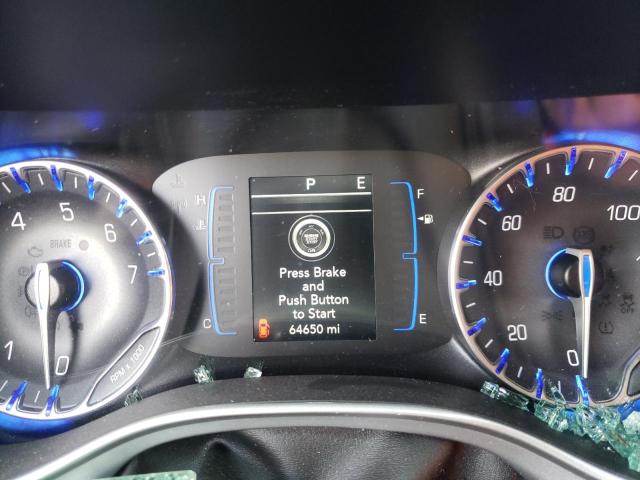 P E
H
F
4 5 6 7
BRAKE
60 80 100
40
Press Brake
and
Push Button
to Start
C
E
64650 mi
1 0
RPM x 1000
20 0